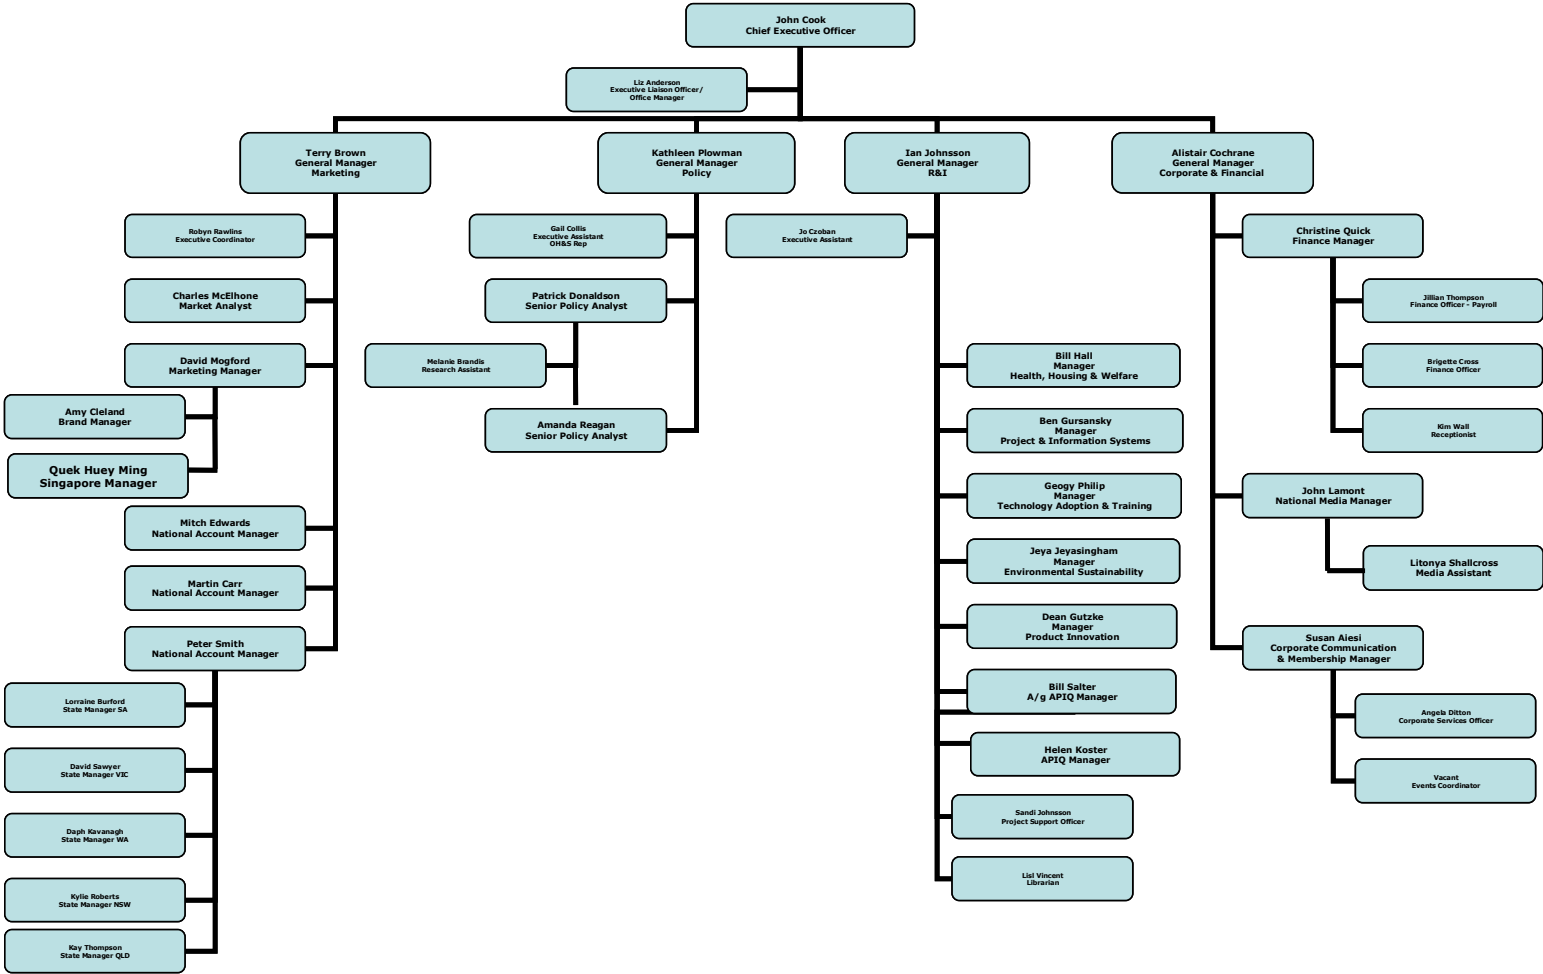 John Cook
Chief Executive Officer
Liz Anderson
Executive Liaison Officer/
Office Manager
Terry Brown
General Manager
Marketing
Kathleen Plowman
General Manager
Policy
Ian Johnsson
General Manager
R&I
Alistair Cochrane
General Manager
Corporate & Financial
Robyn Rawlins
Executive Coordinator
Charles McElhone
Market Analyst
David Mogford
Marketing Manager
Amy Cleland
Brand Manager
Quek Huey Ming
Singapore Manager
Mitch Edwards
National Account Manager
Martin Carr
National Account Manager
Peter Smith
National Account Manager
Lorraine Burford
State Manager SA
David Sawyer
State Manager VIC
Daph Kavanagh
State Manager WA
Kylie Roberts
State Manager NSW
Kay Thompson
State Manager QLD
Gail Collis
Executive Assistant
OH&S Rep
Patrick Donaldson
Senior Policy Analyst
Melanie Brandis
Research Assistant
Amanda Reagan
Senior Policy Analyst
Jo Czoban
Executive Assistant
Bill Hall
Manager
Health, Housing & Welfare
Ben Gursansky
Manager
Project & Information Systems
Geogy Philip
Manager
Technology Adoption & Training
Jeya Jeyasingham
Manager
Environmental Sustainability
Dean Gutzke
Manager
Product Innovation
Bill Salter
A/g APIQ Manager
Helen Koster
APIQ Manager
Sandi Johnsson
Project Support Officer
Lisl Vincent
Librarian
Christine Quick
Finance Manager
Jillian Thompson
Finance Officer - Payroll
Brigette Cross
Finance Officer
Kim Wall
Receptionist
John Lamont
National Media Manager
Litonya Shallcross
Media Assistant
Susan Aiesi
Corporate Communication
& Membership Manager
Angela Ditton
Corporate Services Officer
Vacant
Events Coordinator